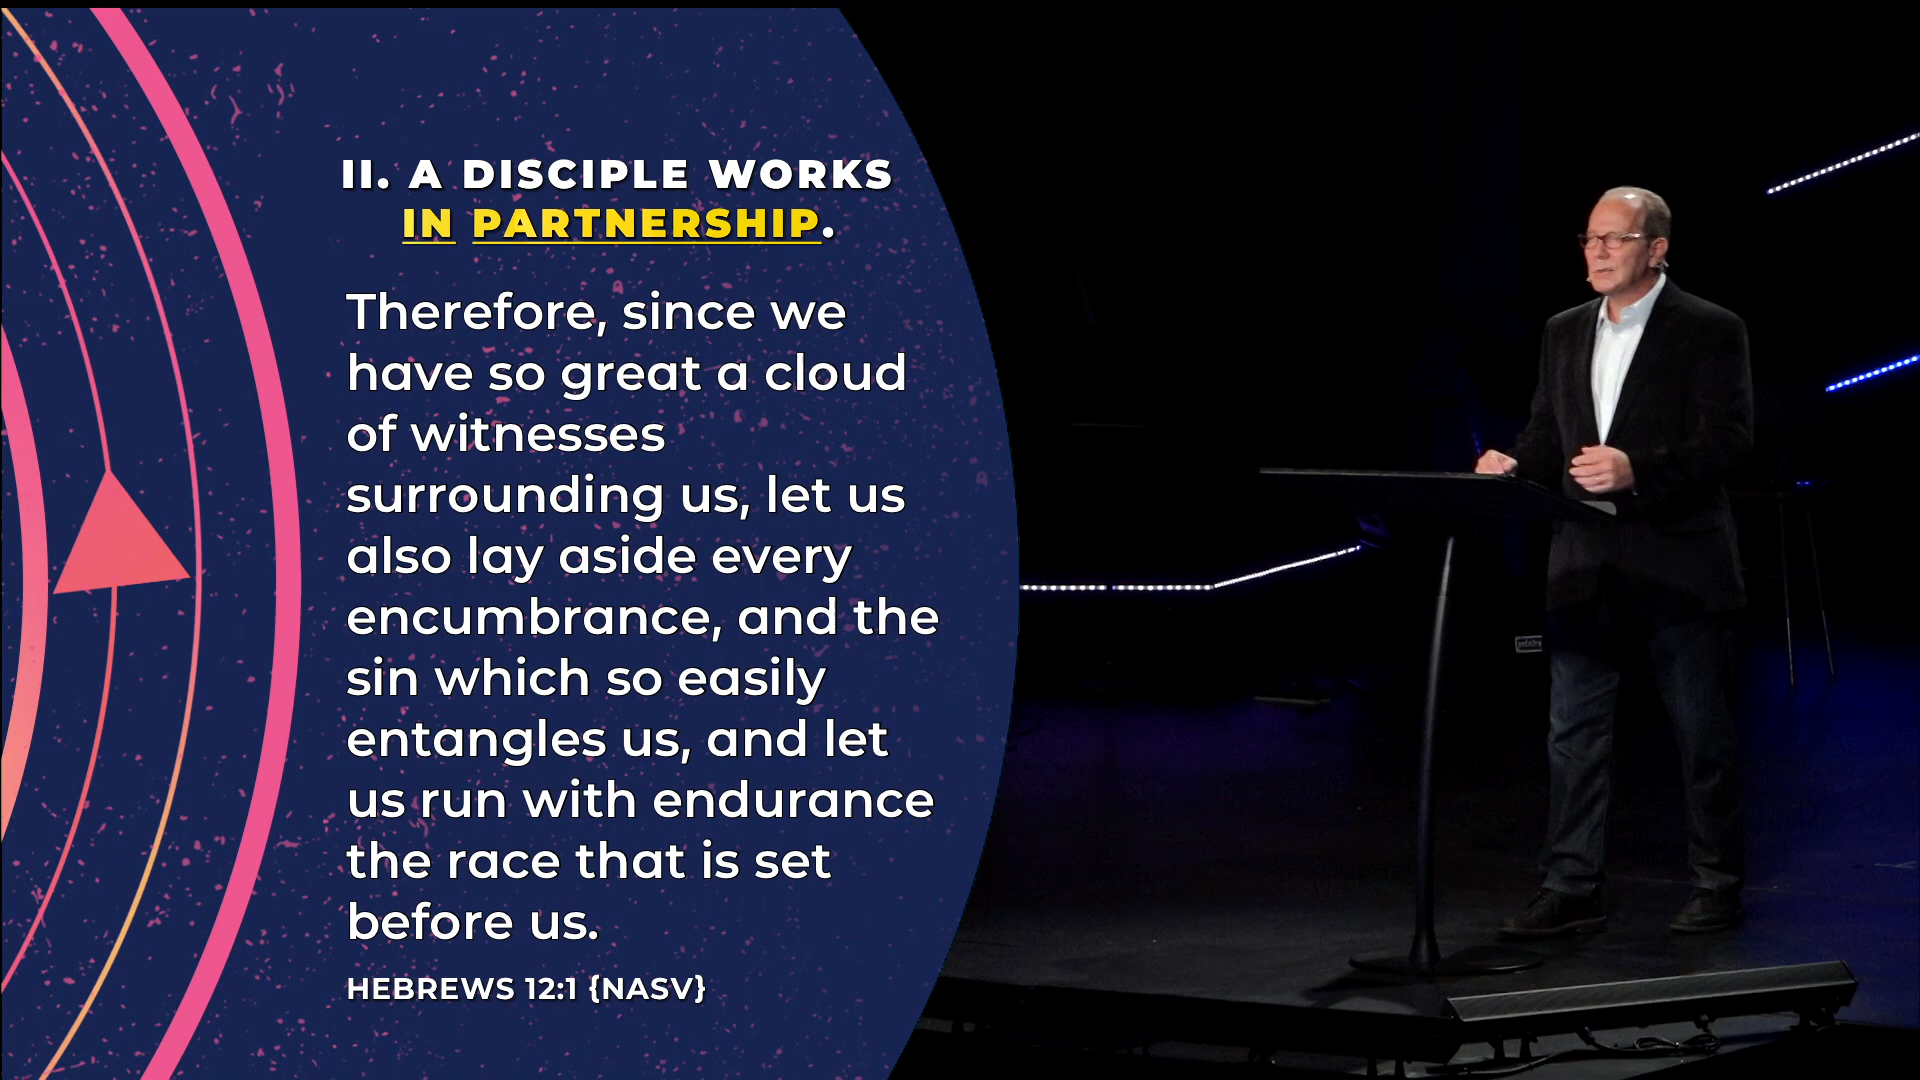 II. A DISCIPLE WORKS
IN PARTNERSHIP.
Therefore, since we
have so great a cloud
of witnesses
surrounding us, let us
also lay aside every
encumbrance, and the
sin which so easily
entangles us, and let
us run with endurance
the race that is set
before us.
HEBREWS 12:1 {NASV}